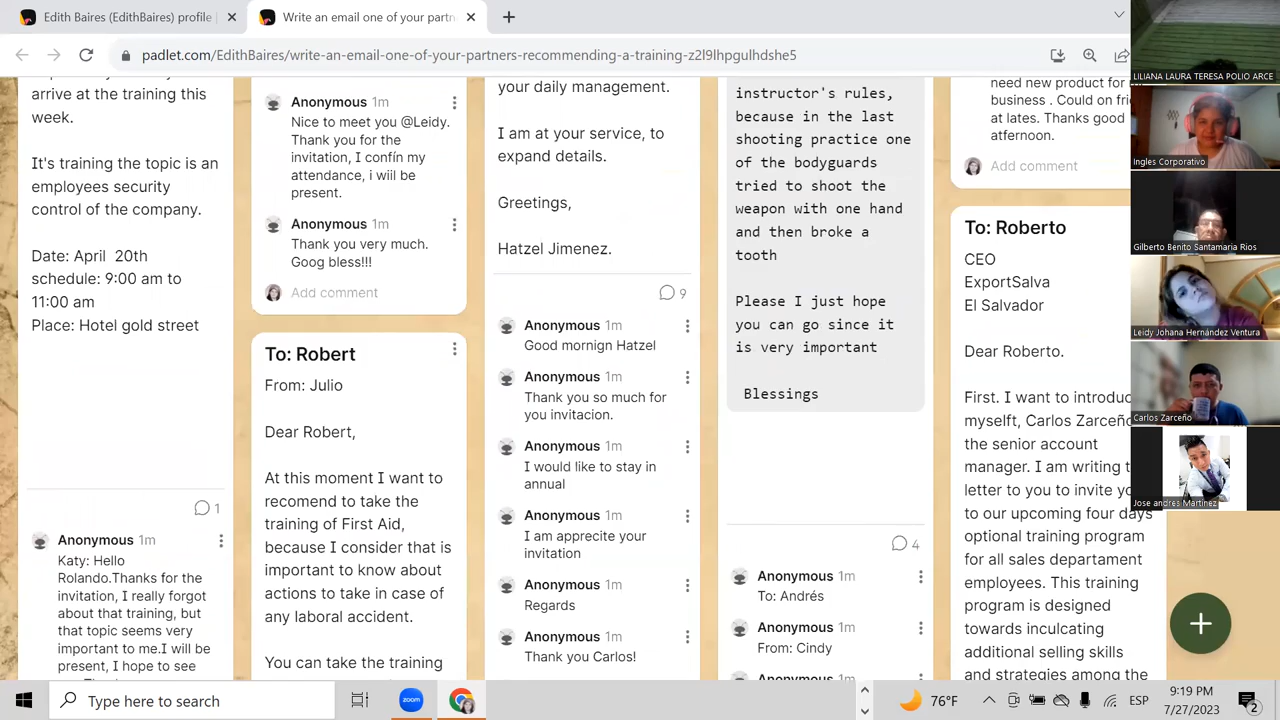 Edith Baires (EdithBaires) profile
Write an email one of your partn
padlet.com/EdithBaires/write-an-email-one-of-your-partners-recommending-a-training-z2l9lhpgulhdshe5
arrive at the training this
week.
It's training the topic is an
employees security
control of the company.
Date: April 20th
schedule: 9:00 am to
11:00 am
Place: Hotel gold street
1
Anonymous 1m
Katy: Hello
Rolando.Thanks for the
invitation, I really forgot
about that training, but
that topic seems very
important to me.I will be
present, I hope to see
Anonymous 1m
Nice to meet you @Leidy.
Thank you for the
invitation, I confín my
attendance, i wiil be
present.
Anonymous 1m
Thank you very much.
Goog bless!!!
Add comment
To: Robert
From: Julio
Dear Robert,
At this moment I want to
recomend to take the
training of First Aid,
because I consider that is
important to know about
actions to take in case of
any laboral accident.
You can take the training
your daily management.
I am at your service, to
expand details.
Greetings,
Hatzel Jimenez.
9
Anonymous 1m
Good mornign Hatzel
Anonymous 1m
Thank you so much for
you invitacion.
Anonymous 1m
I would like to stay in
annual
Anonymous 1m
I am apprecite your
invitation
Anonymous 1m
Regards
Anonymous 1m
Thank you Carlos!
instructor's rules,
because in the last
shooting practice one
of the bodyguards
tried to shoot the
weapon with one hand
and then broke a
tooth
Please I just hope
you can go since it
is very important
Blessings
4
Anonymous 1m
To: Andrés
Anonymous 1m
From: Cindy
need new product for
business . Could on fri
at lates. Thanks good
atfernoon.
Add comment
To: Roberto
CEO
ExportSalva
El Salvador
Dear Roberto.
First. I want to introduc
myselft, Carlos Zarceño
the senior account
manager. I am writing t
letter to you to invite yo
to our upcoming four days
optional training program
for all sales departament
employees. This training
program is designed
towards inculcating
additional selling skills
and strategies among the
LILIANA LAURA TERESA POLIO ARCE
Ingles Corporativo
Gilberto Benito Santamaria Rios
Leidy Johana Hernández Ventura
Carlos Zarceño
Jose andres Martinez
Type here to search
zoom
76°F
ESP
9:19 PM
7/27/2023
2